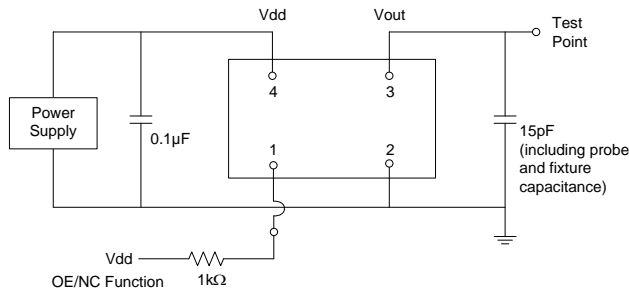 Vdd
Vout
Test
Point
4
3
Power
Supply
0.1µF
1
2
15pF
(including probe
and fixture
capacitance)
Vdd
OE/NC Function
1kΩ